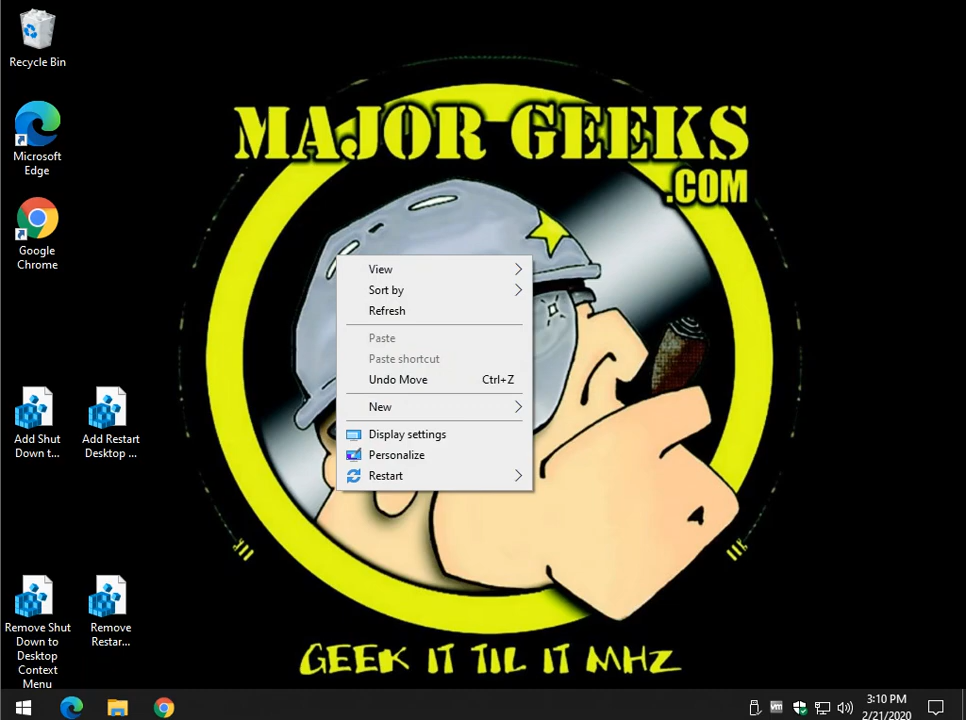 Recycle Bin
Microsoft
Edge
Google
Chrome
Add Shut
Down t...
Add Restart
Desktop ...
Remove Shut
Down to
Desktop
Context
Menu
Remove
Restar...
MAJOR GEEKS
.COM
View
Sort by
Refresh
Paste
Paste shortcut
Undo Move Ctrl+Z
New
Display settings
Personalize
Restart
GEEK IT TIL IT MHZ
vm
3:10 PM
2/21/2020